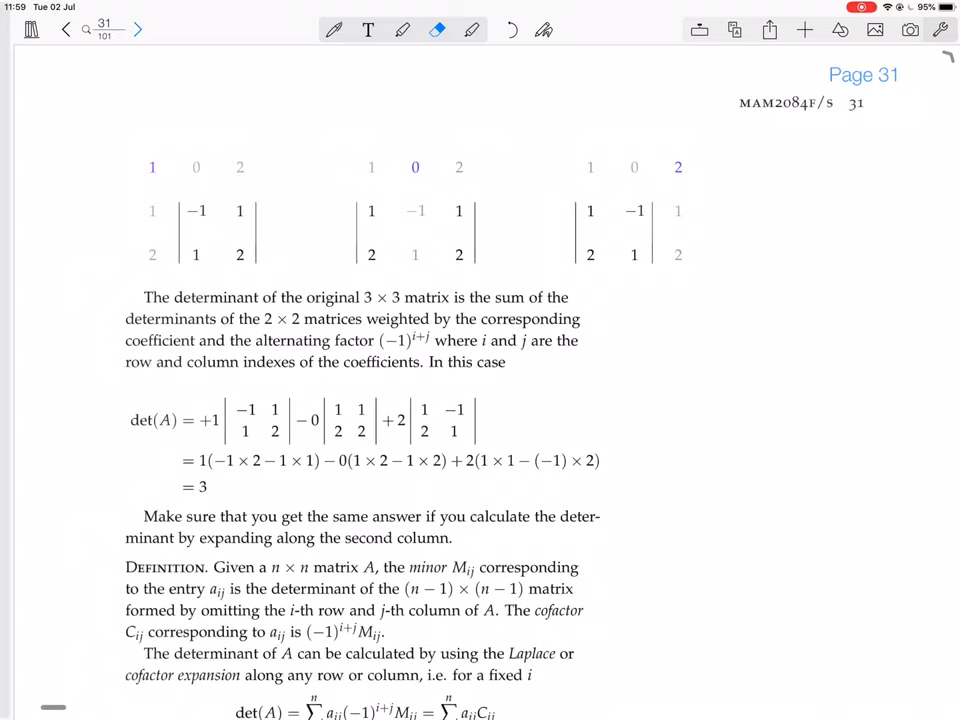 11:59 Tue 02 Jul 95%
31
101
T
Page 31
MAM2084F/S 31
1 0 2 1 0 2 1 0 2
1 | −1 1 | | 1 −1 1 | | 1 −1 | 1
2 | 1 2 | | 2 1 2 | | 2 1 | 2
The determinant of the original 3 × 3 matrix is the sum of the
determinants of the 2 × 2 matrices weighted by the corresponding
coefficient and the alternating factor (−1)^{i+j} where i and j are the
row and column indexes of the coefficients. In this case
det(A) = +1 | −1 1 ; 1 2 | − 0 | 1 1 ; 2 2 | + 2 | 1 −1 ; 2 1 |
= 1(−1 × 2 − 1 × 1) − 0(1 × 2 − 1 × 2) + 2(1 × 1 − (−1) × 2)
= 3
Make sure that you get the same answer if you calculate the deter-
minant by expanding along the second column.
DEFINITION. Given a n × n matrix A, the minor M_{ij} corresponding
to the entry a_{ij} is the determinant of the (n − 1) × (n − 1) matrix
formed by omitting the i-th row and j-th column of A. The cofactor
C_{ij} corresponding to a_{ij} is (−1)^{i+j}M_{ij}.
The determinant of A can be calculated by using the Laplace or
cofactor expansion along any row or column, i.e. for a fixed i
det(A) = ∑^n a_{ij}(−1)^{i+j}M_{ij} = ∑^n a_{ij}C_{ij}